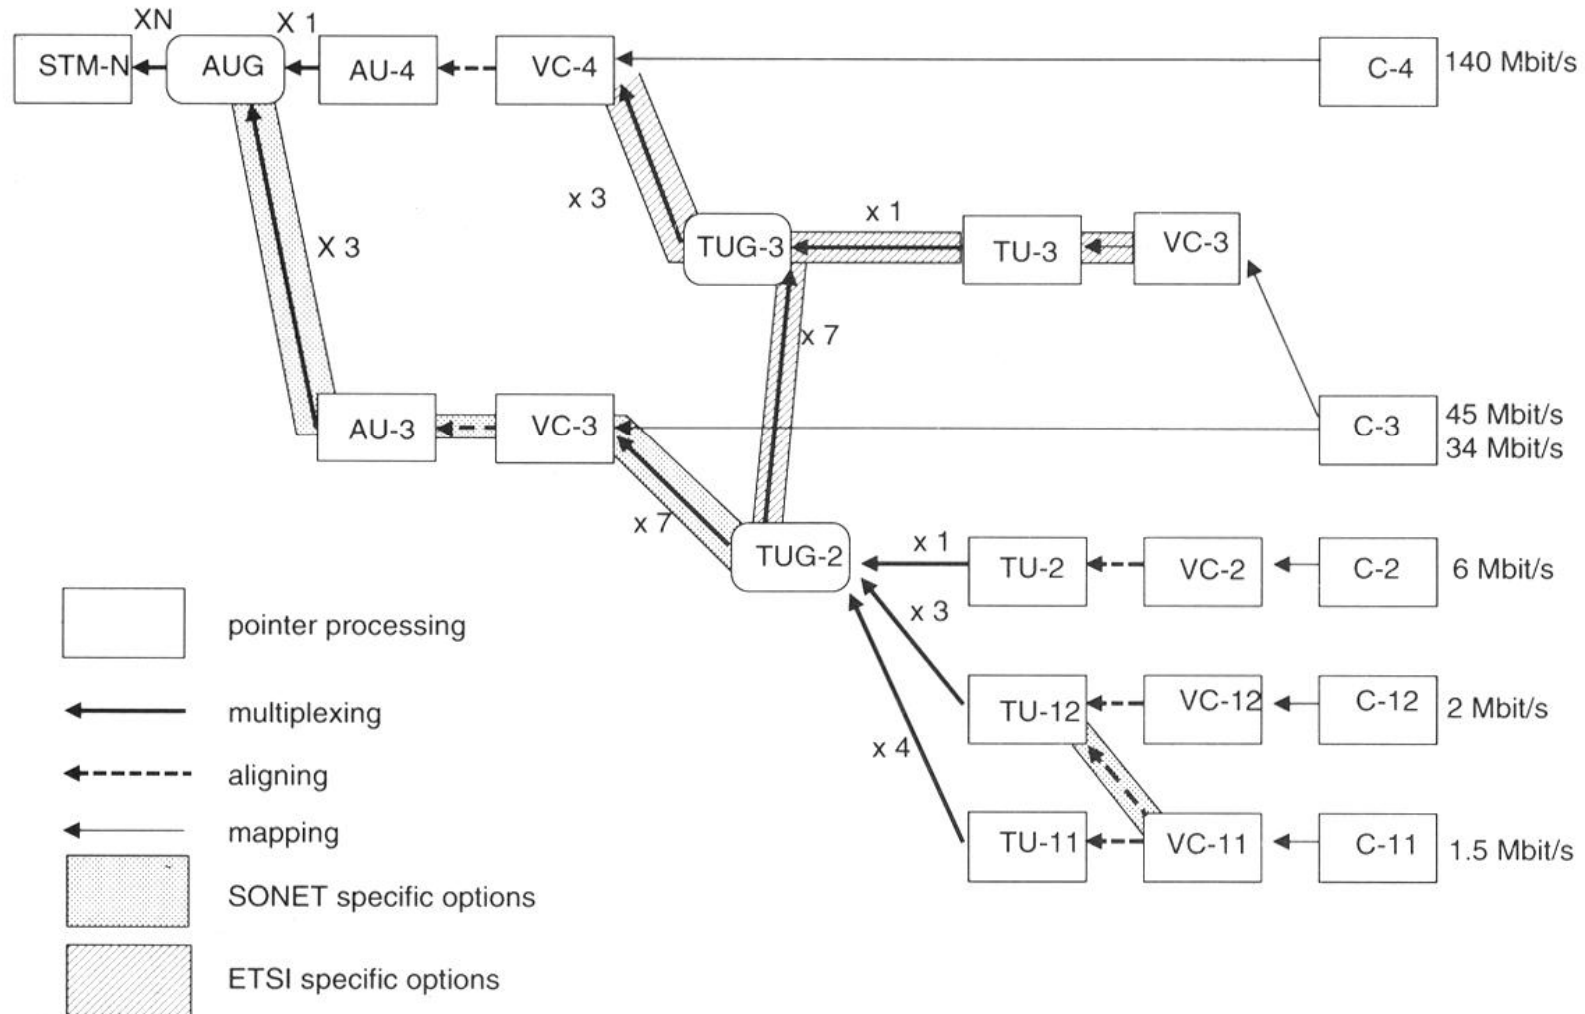 XN
X 1
STM-N
AUG
AU-4
VC-4
C-4
140 Mbit/s
x 3
x 1
X 3
TUG-3
TU-3
VC-3
x 7
AU-3
VC-3
C-3
45 Mbit/s
34 Mbit/s
x 7
TUG-2
x 1
TU-2
VC-2
C-2
6 Mbit/s
x 3
TU-12
VC-12
C-12
2 Mbit/s
x 4
TU-11
VC-11
C-11
1.5 Mbit/s
pointer processing
multiplexing
aligning
mapping
SONET specific options
ETSI specific options